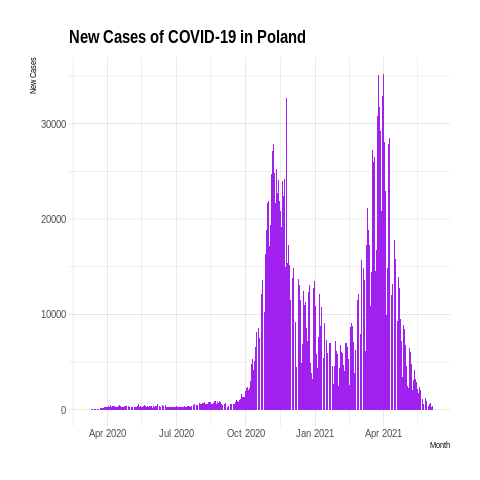 New Cases of COVID-19 in Poland
New Cases
30000
20000
10000
0
Apr 2020 Jul 2020 Oct 2020 Jan 2021 Apr 2021
Month